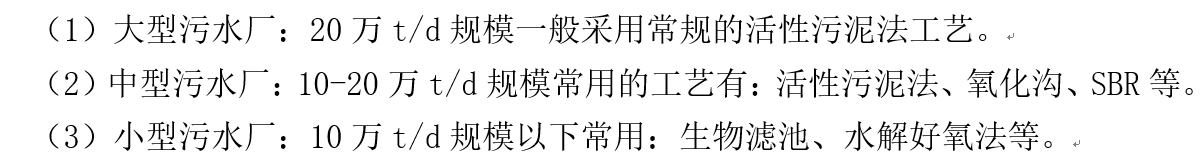 （1）大型污水厂：20 万 t/d 规模一般采用常规的活性污泥法工艺。
（2）中型污水厂：10-20 万 t/d 规模常用的工艺有：活性污泥法、氧化沟、SBR 等。
（3）小型污水厂：10 万 t/d 规模以下常用：生物滤池、水解好氧法等。